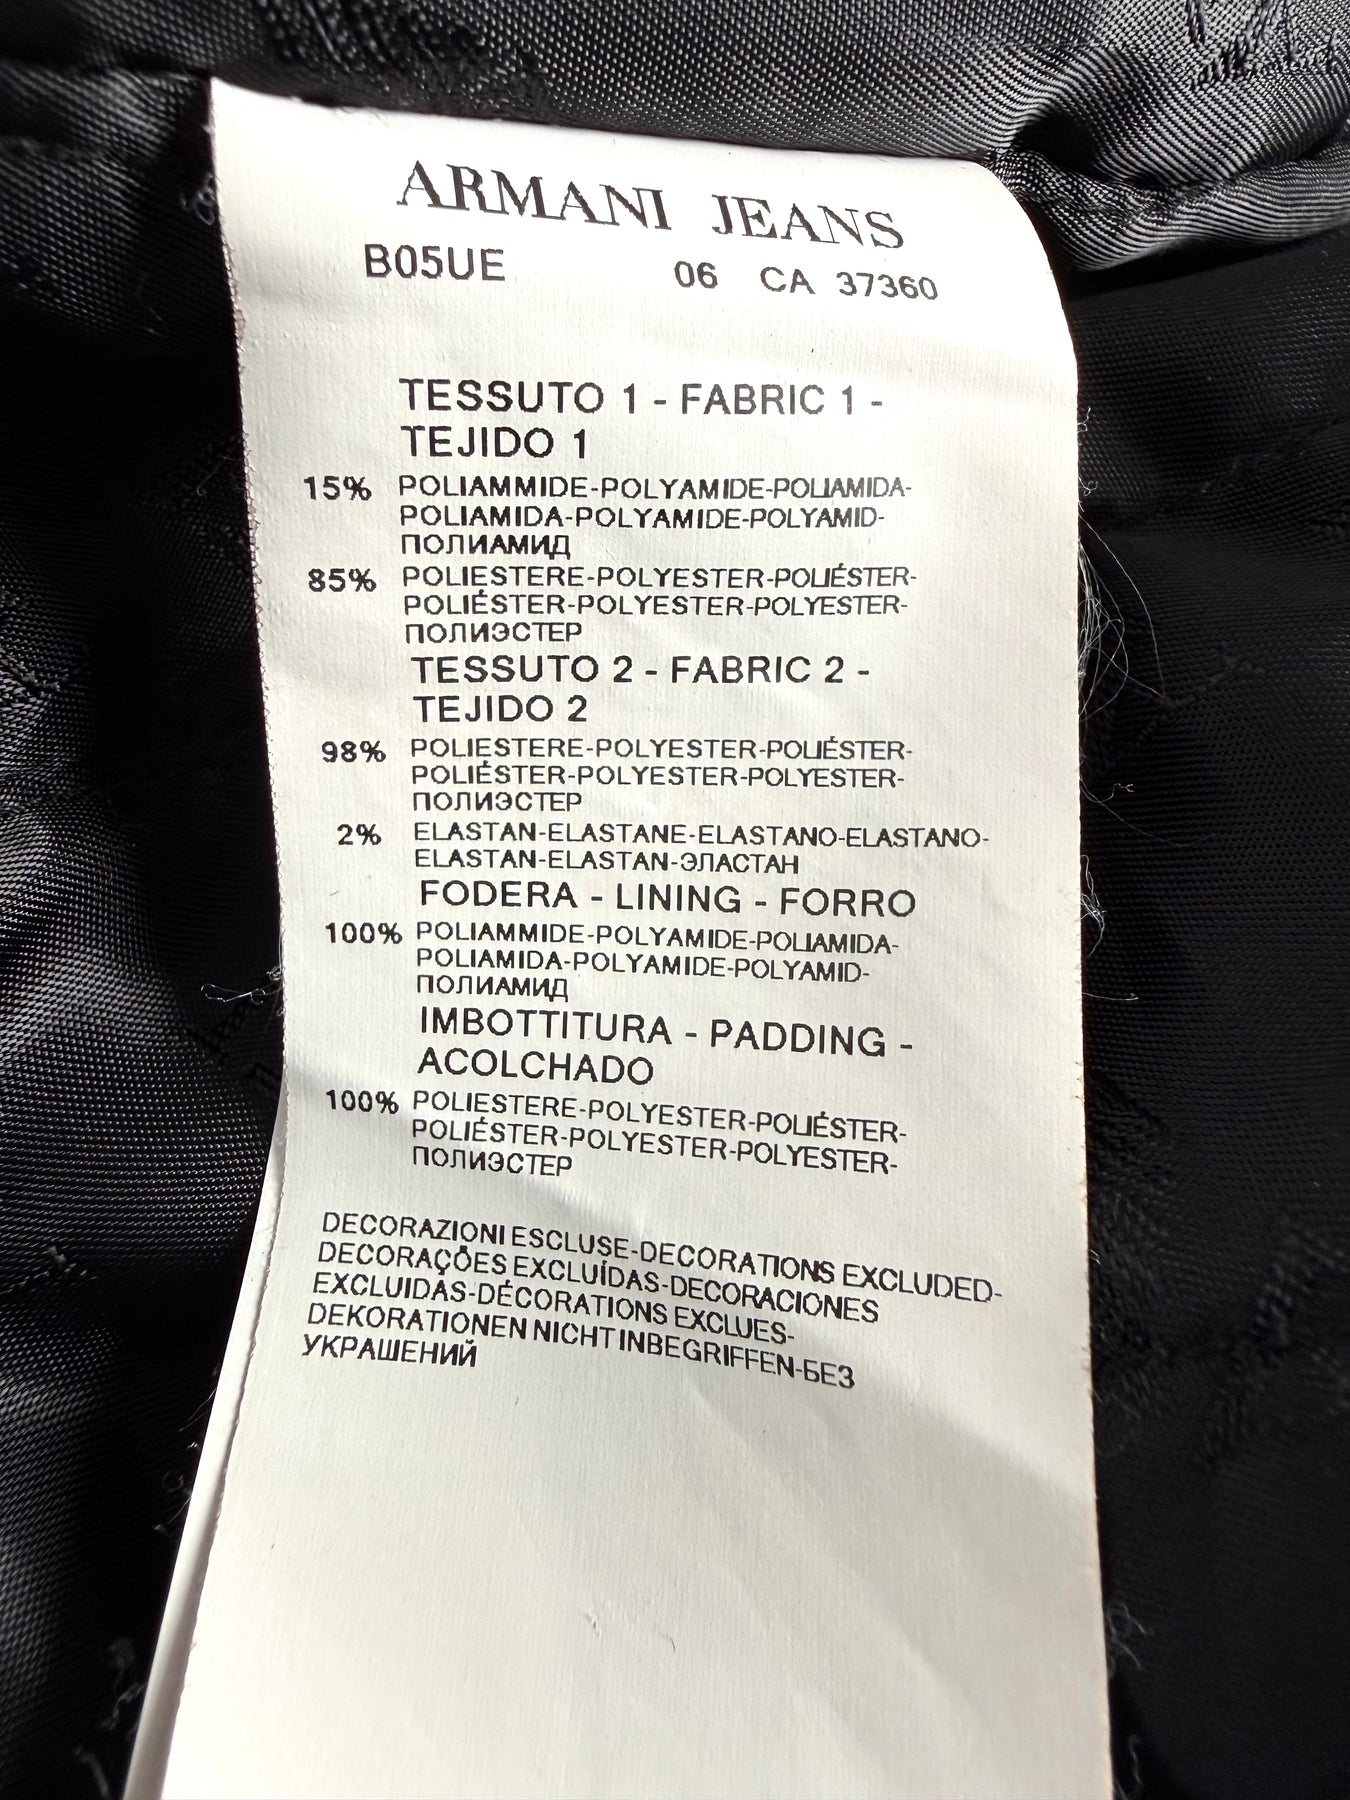 ARMANI JEANS
B05UE 06 CA 37360
TESSUTO 1 - FABRIC 1 -
TEJIDO 1
15% POLIAMMIDE-POLYAMIDE-POLIAMIDA-
POLIAMIDA-POLYAMIDE-POLYAMID-
ПОЛИАМИД
85% POLIESTERE-POLYESTER-POLIÉSTER-
POLIÉSTER-POLYESTER-POLYESTER-
ПОЛИЭСТЕР
TESSUTO 2 - FABRIC 2 -
TEJIDO 2
98% POLIESTERE-POLYESTER-POLIÉSTER-
POLIÉSTER-POLYESTER-POLYESTER-
ПОЛИЭСТЕР
2% ELASTAN-ELASTANE-ELASTANO-ELASTANO-
ELASTAN-ELASTAN-ЭЛАСТАН
FODERA - LINING - FORRO
100% POLIAMMIDE-POLYAMIDE-POLIAMIDA-
POLIAMIDA-POLYAMIDE-POLYAMID-
ПОЛИАМИД
IMBOTTITURA - PADDING -
ACOLCHADO
100% POLIESTERE-POLYESTER-POLIÉSTER-
POLIÉSTER-POLYESTER-POLYESTER-
ПОЛИЭСТЕР
DECORAZIONI ESCLUSE-DECORATIONS EXCLUDED-
DECORAÇÕES EXCLUÍDAS-DECORACIONES
EXCLUIDAS-DÉCORATIONS EXCLUES-
DEKORATIONEN NICHT INBEGRIFFEN-БЕЗ
УКРАШЕНИЙ